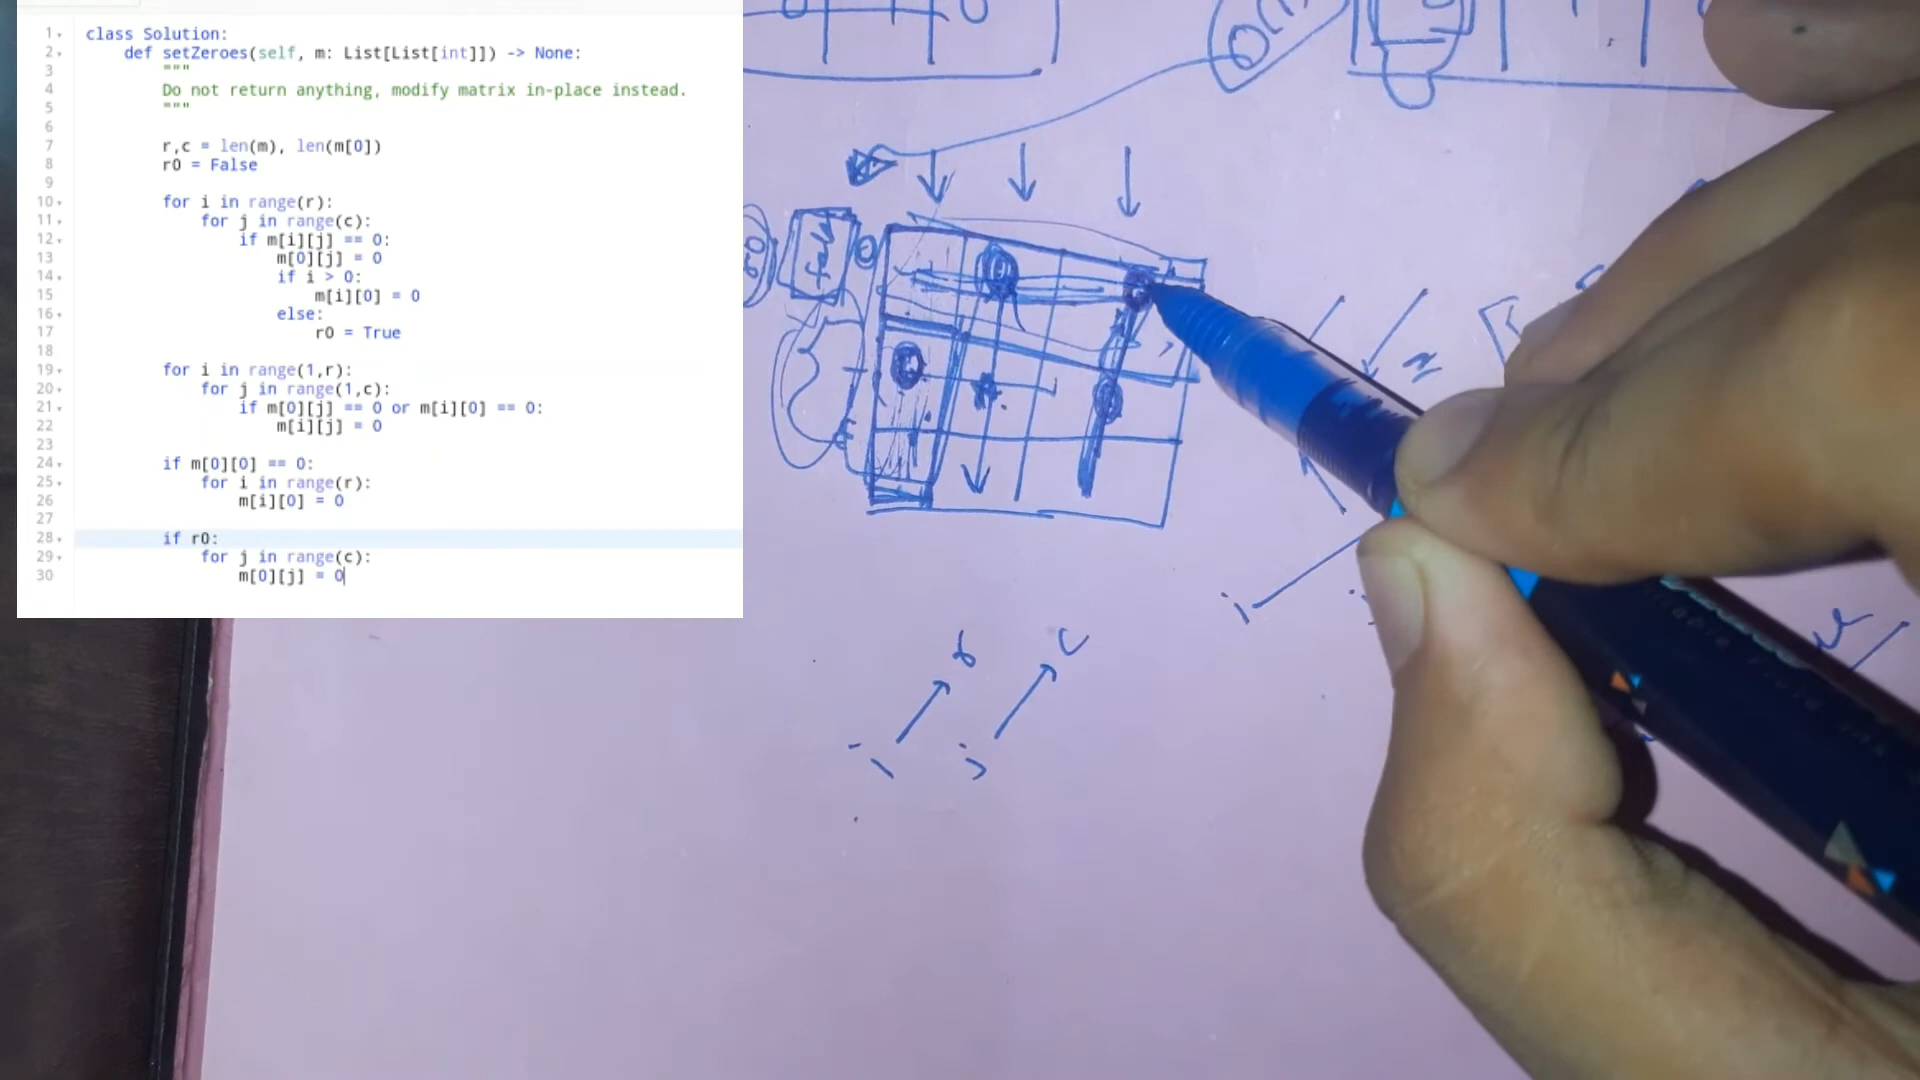 1 class Solution:
2 def setZeroes(self, m: List[List[int]]) -> None:
3 """
4 Do not return anything, modify matrix in-place instead.
5 """
6
7 r,c = len(m), len(m[0])
8 r0 = False
9
10 for i in range(r):
11 for j in range(c):
12 if m[i][j] == 0:
13 m[0][j] = 0
14 if i > 0:
15 m[i][0] = 0
16 else:
17 r0 = True
18
19 for i in range(1,r):
20 for j in range(1,c):
21 if m[0][j] == 0 or m[i][0] == 0:
22 m[i][j] = 0
23
24 if m[0][0] == 0:
25 for i in range(r):
26 m[i][0] = 0
27
28 if r0:
29 for j in range(c):
30 m[0][j] = 0
r c
i j
i